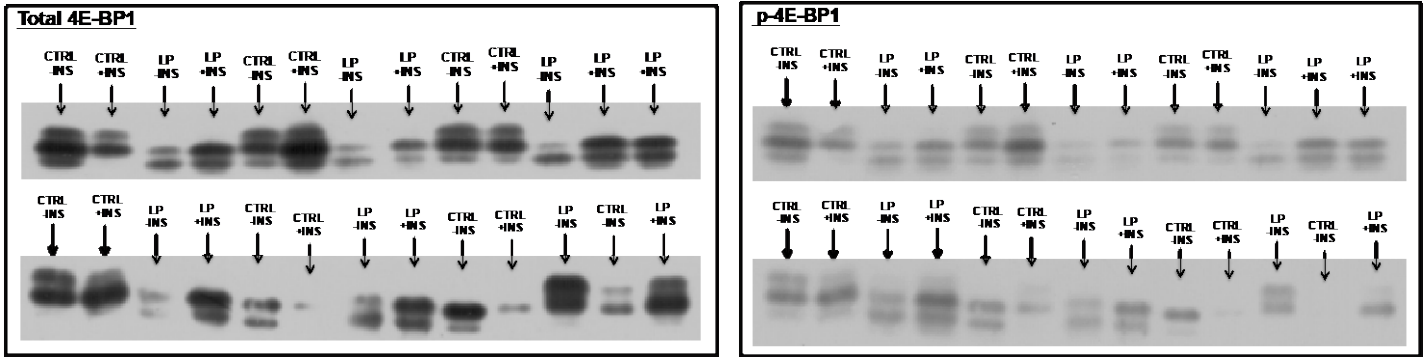 Total 4E-BP1
CTRL -INS CTRL +INS LP -INS LP +INS CTRL -INS CTRL +INS LP -INS LP +INS CTRL -INS CTRL +INS LP -INS LP +INS LP +INS
CTRL -INS CTRL +INS LP -INS LP +INS CTRL -INS CTRL +INS LP -INS LP +INS CTRL -INS CTRL +INS LP -INS CTRL -INS LP +INS
p-4E-BP1
CTRL -INS CTRL +INS LP -INS LP +INS CTRL -INS CTRL +INS LP -INS LP +INS CTRL -INS CTRL +INS LP -INS LP +INS LP +INS
CTRL -INS CTRL +INS LP -INS LP +INS CTRL -INS CTRL +INS LP -INS LP +INS CTRL -INS CTRL +INS LP -INS CTRL -INS LP +INS